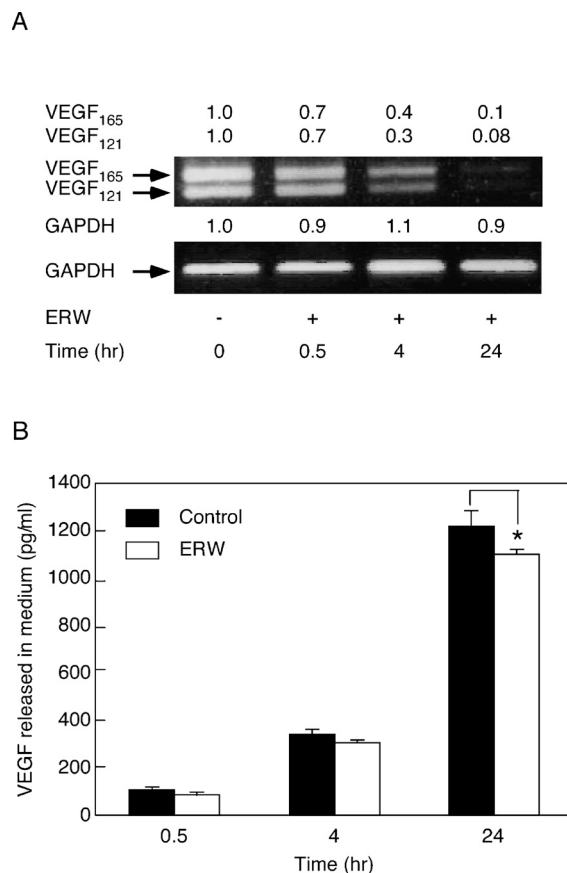 A
VEGF₁₆₅ 1.0 0.7 0.4 0.1
VEGF₁₂₁ 1.0 0.7 0.3 0.08
VEGF₁₆₅
VEGF₁₂₁
GAPDH 1.0 0.9 1.1 0.9
GAPDH
ERW - + + +
Time (hr) 0 0.5 4 24
B
VEGF released in medium (pg/ml)
1400
1200
1000
800
600
400
200
0
Control
ERW
*
0.5 4 24
Time (hr)